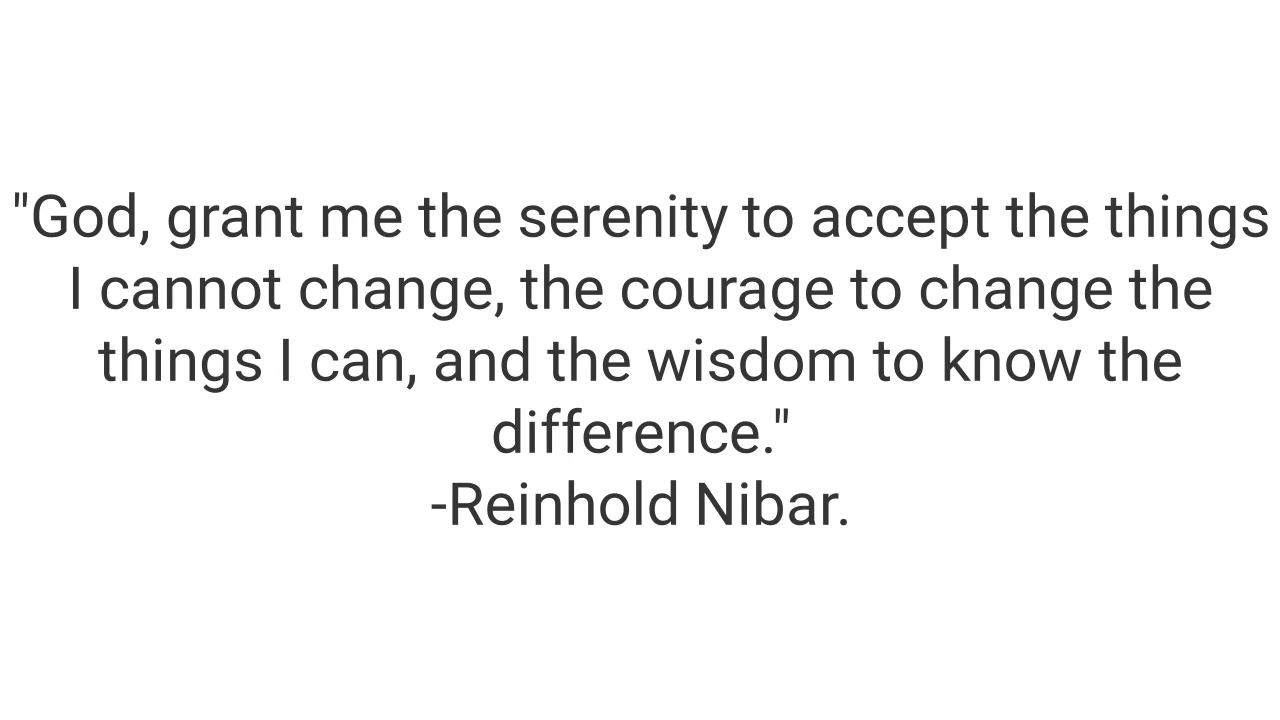 "God, grant me the serenity to accept the things
I cannot change, the courage to change the
things I can, and the wisdom to know the
difference."
-Reinhold Nibar.